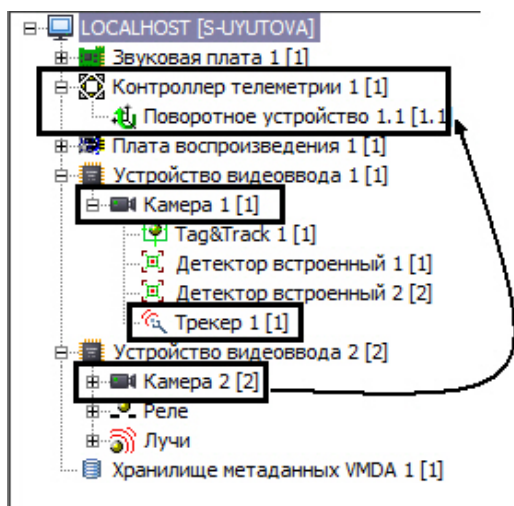 LOCALHOST [S-UYUTOVA]
Звуковая плата 1 [1]
Контроллер телеметрии 1 [1]
Поворотное устройство 1.1 [1.1
Плата воспроизведения 1 [1]
Устройство видеоввода 1 [1]
Камера 1 [1]
Tag&Track 1 [1]
Детектор встроенный 1 [1]
Детектор встроенный 2 [2]
Трекер 1 [1]
Устройство видеоввода 2 [2]
Камера 2 [2]
Реле
Лучи
Хранилище метаданных VMDA 1 [1]